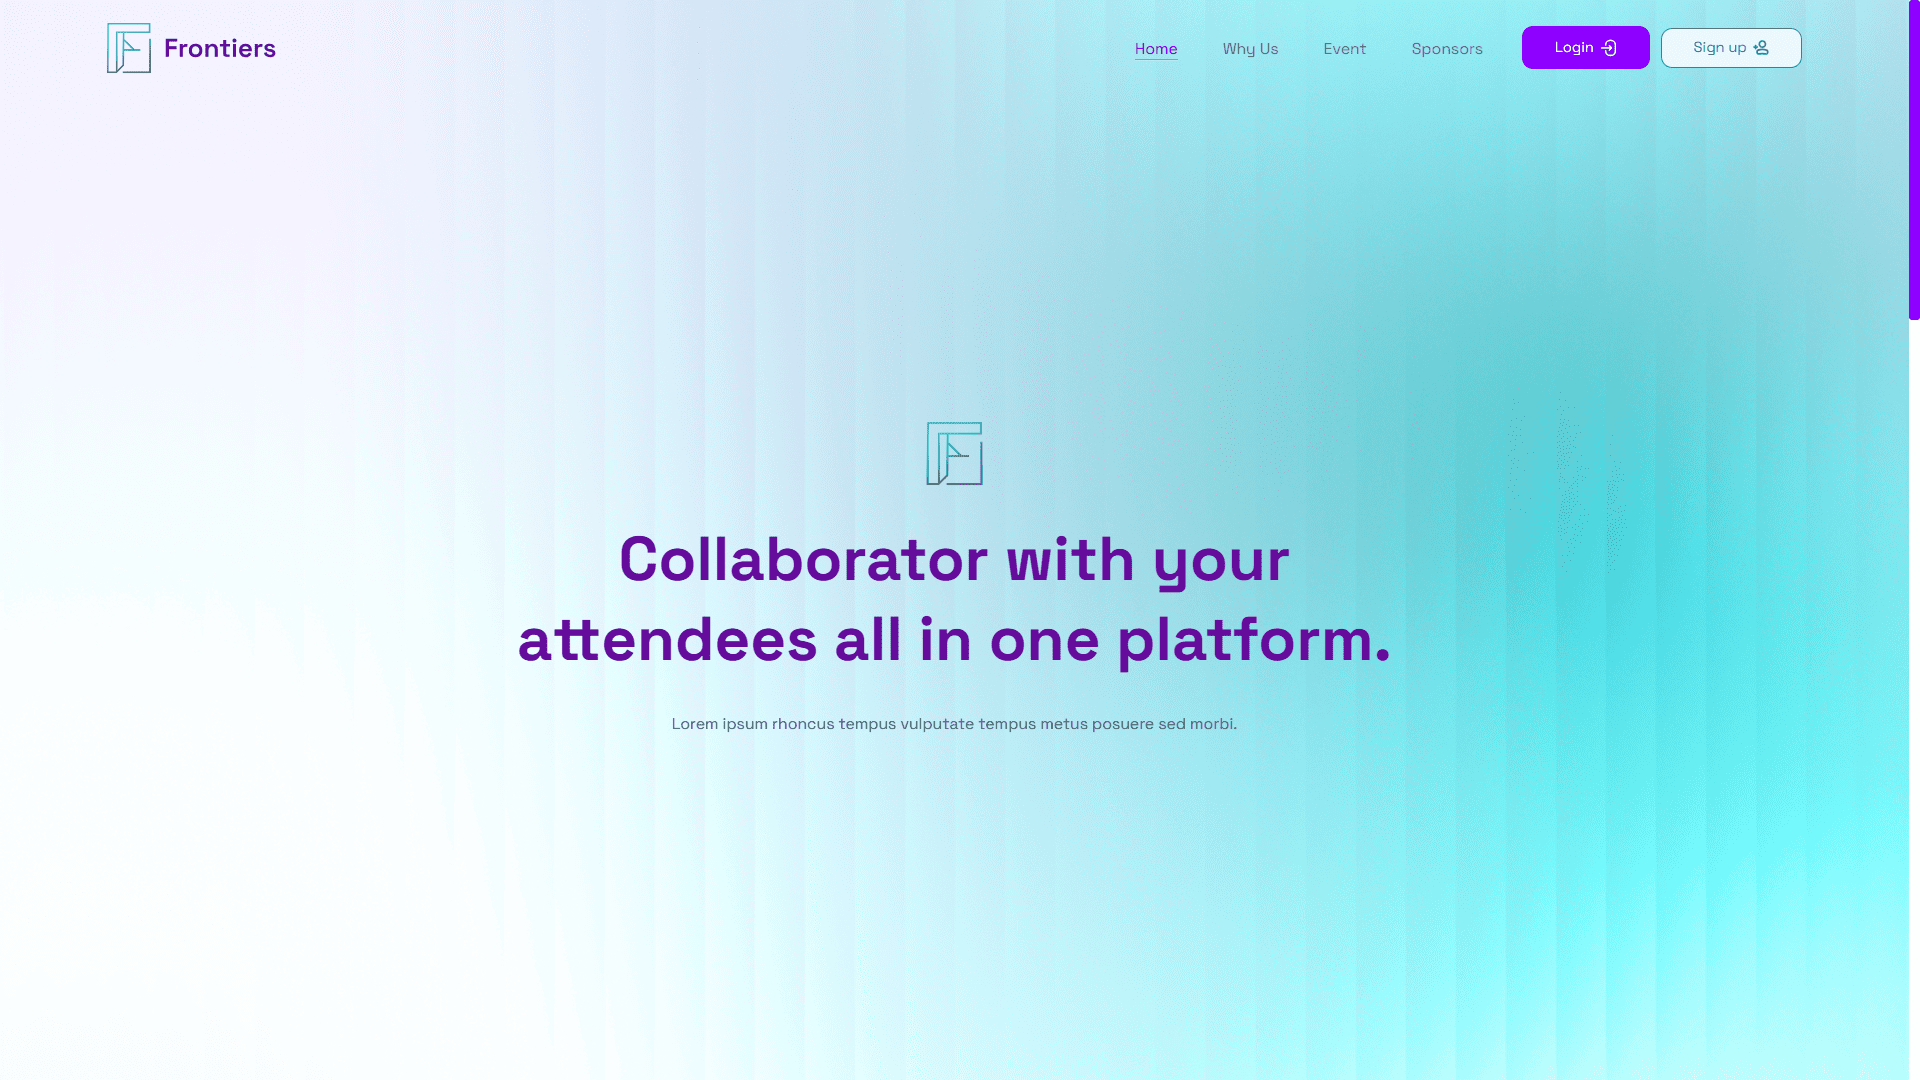 Frontiers
Home
Why Us
Event
Sponsors
Login
Sign up
Collaborator with your
attendees all in one platform.
Lorem ipsum rhoncus tempus vulputate tempus metus posuere sed morbi.